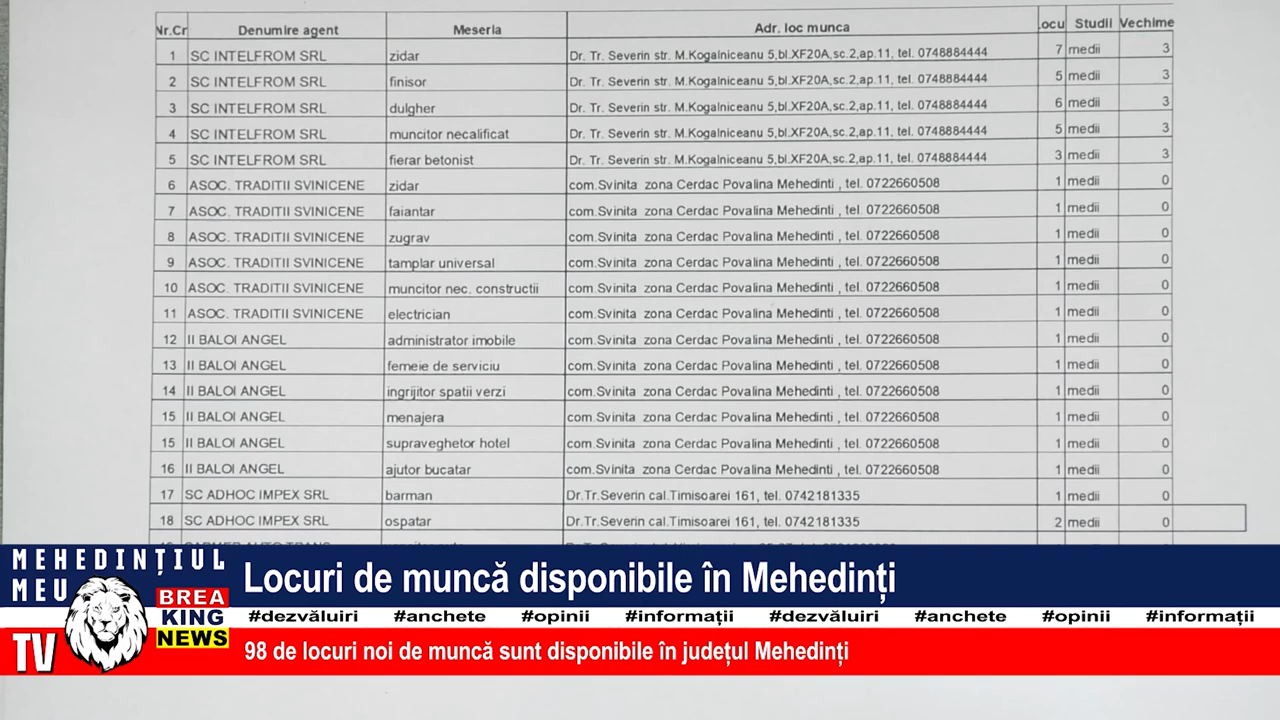 Nr.Cr Denumire agent Meseria Adr. loc munca Locu Studii Vechime
1 SC INTELFROM SRL zidar Dr. Tr. Severin str. M.Kogalniceanu 5,bl.XF20A,sc.2,ap.11, tel. 0748884444 7 medii 3
2 SC INTELFROM SRL finisor Dr. Tr. Severin str. M.Kogalniceanu 5,bl.XF20A,sc.2,ap.11, tel. 0748884444 5 medii 3
3 SC INTELFROM SRL dulgher Dr. Tr. Severin str. M.Kogalniceanu 5,bl.XF20A,sc.2,ap.11, tel. 0748884444 6 medii 3
4 SC INTELFROM SRL muncitor necalificat Dr. Tr. Severin str. M.Kogalniceanu 5,bl.XF20A,sc.2,ap.11, tel. 0748884444 5 medii 3
5 SC INTELFROM SRL fierar betonist Dr. Tr. Severin str. M.Kogalniceanu 5,bl.XF20A,sc.2,ap.11, tel. 0748884444 3 medii 3
6 ASOC. TRADITII SVINICENE zidar com.Svinita zona Cerdac Povalina Mehedinti , tel. 0722660508 1 medii 0
7 ASOC. TRADITII SVINICENE faiantar com.Svinita zona Cerdac Povalina Mehedinti , tel. 0722660508 1 medii 0
8 ASOC. TRADITII SVINICENE zugrav com.Svinita zona Cerdac Povalina Mehedinti , tel. 0722660508 1 medii 0
9 ASOC. TRADITII SVINICENE tamplar universal com.Svinita zona Cerdac Povalina Mehedinti , tel. 0722660508 1 medii 0
10 ASOC. TRADITII SVINICENE muncitor nec. constructii com.Svinita zona Cerdac Povalina Mehedinti , tel. 0722660508 1 medii 0
11 ASOC. TRADITII SVINICENE electrician com.Svinita zona Cerdac Povalina Mehedinti , tel. 0722660508 1 medii 0
12 II BALOI ANGEL administrator imobile com.Svinita zona Cerdac Povalina Mehedinti , tel. 0722660508 1 medii 0
13 II BALOI ANGEL femeie de serviciu com.Svinita zona Cerdac Povalina Mehedinti , tel. 0722660508 1 medii 0
14 II BALOI ANGEL ingrijitor spatii verzi com.Svinita zona Cerdac Povalina Mehedinti , tel. 0722660508 1 medii 0
15 II BALOI ANGEL menajera com.Svinita zona Cerdac Povalina Mehedinti , tel. 0722660508 1 medii 0
15 II BALOI ANGEL supraveghetor hotel com.Svinita zona Cerdac Povalina Mehedinti , tel. 0722660508 1 medii 0
16 II BALOI ANGEL ajutor bucatar com.Svinita zona Cerdac Povalina Mehedinti , tel. 0722660508 1 medii 0
17 SC ADHOC IMPEX SRL barman Dr.Tr.Severin cal.Timisoarei 161, tel. 0742181335 1 medii 0
18 SC ADHOC IMPEX SRL ospatar Dr.Tr.Severin cal.Timisoarei 161, tel. 0742181335 2 medii 0
MEHEDINȚIUL
MEU
TV
BREA
KING
NEWS
Locuri de muncă disponibile în Mehedinți
#dezvăluiri #anchete #opinii #informații #dezvăluiri #anchete #opinii #informații
98 de locuri noi de muncă sunt disponibile în județul Mehedinți